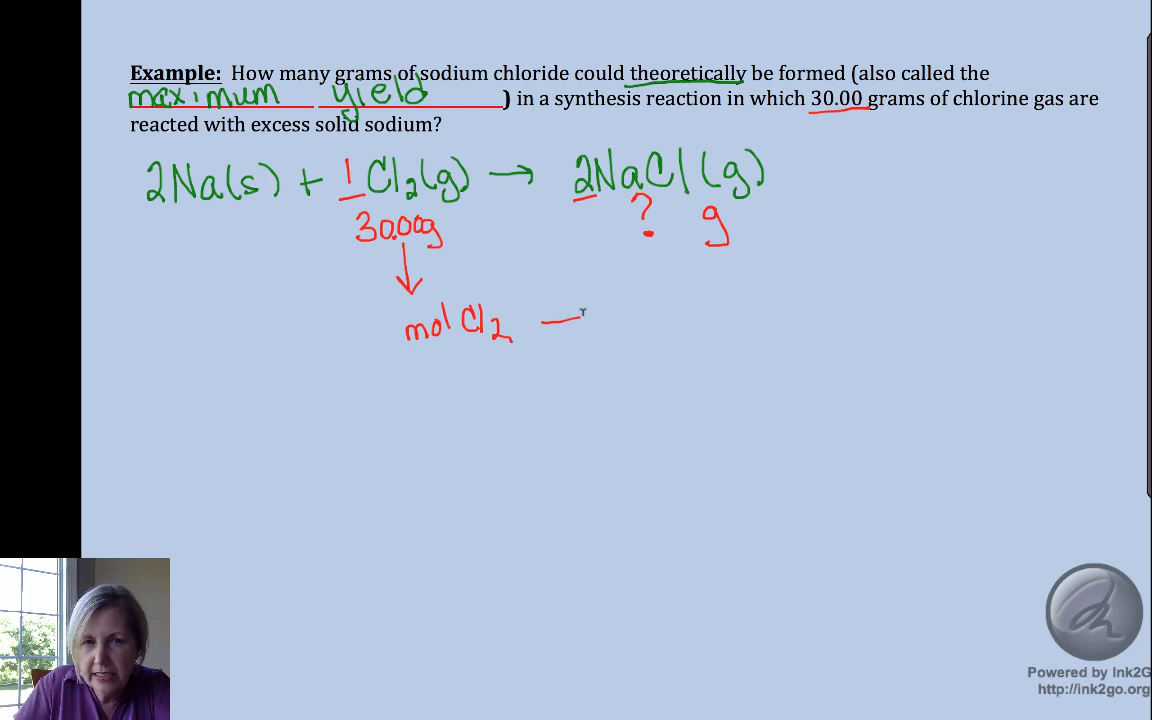 Example: How many grams of sodium chloride could theoretically be formed (also called the
maximum yield ) in a synthesis reaction in which 30.00 grams of chlorine gas are
reacted with excess solid sodium?
2Na(s) + 1Cl₂(g) → 2NaCl(g)
30.00g ? g
↓
mol Cl₂ —
Powered by Ink2G
http://ink2go.org